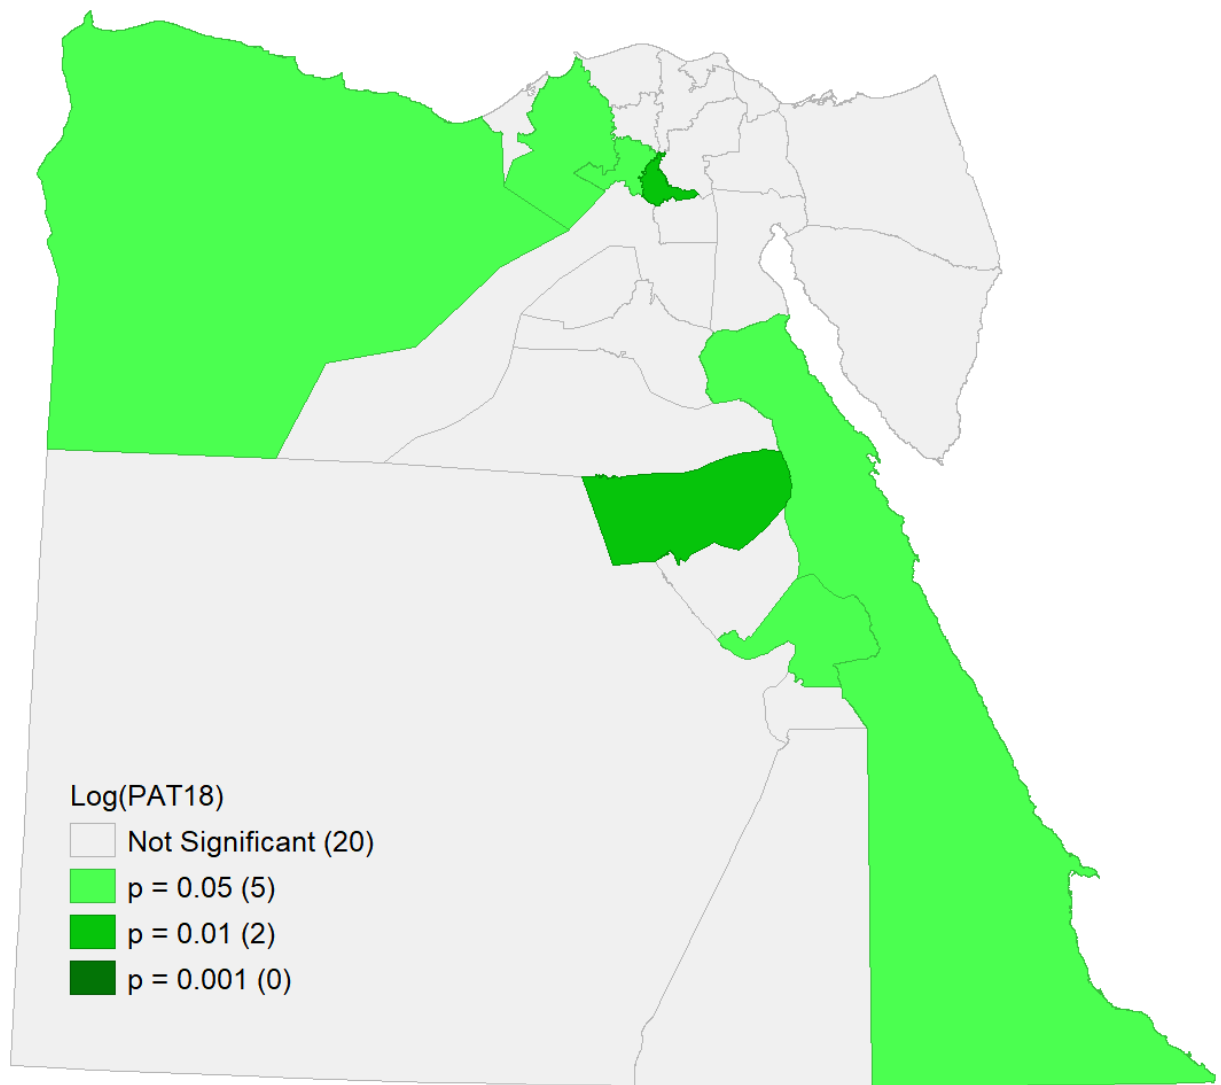 Log(PAT18)
Not Significant (20)
p = 0.05 (5)
p = 0.01 (2)
p = 0.001 (0)